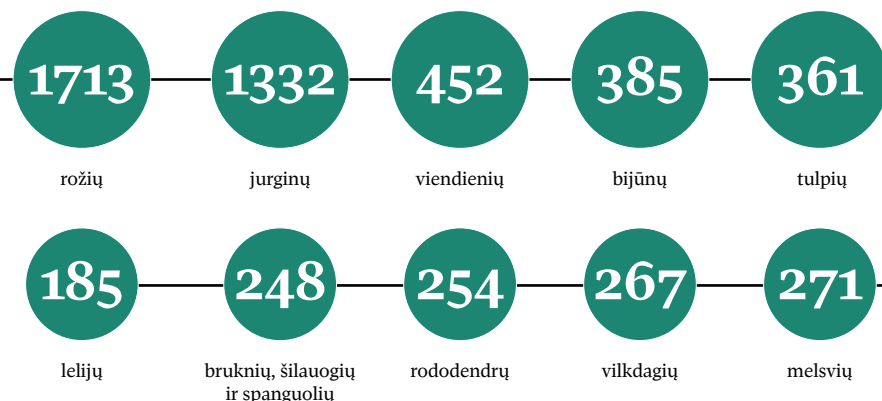 1713
rožių
1332
jurginų
452
viendienių
385
bijūnų
361
tulpių
185
lelijų
248
bruknių, šilauogių
ir spanguolių
254
rododendrų
267
vilkdagių
271
melsvių